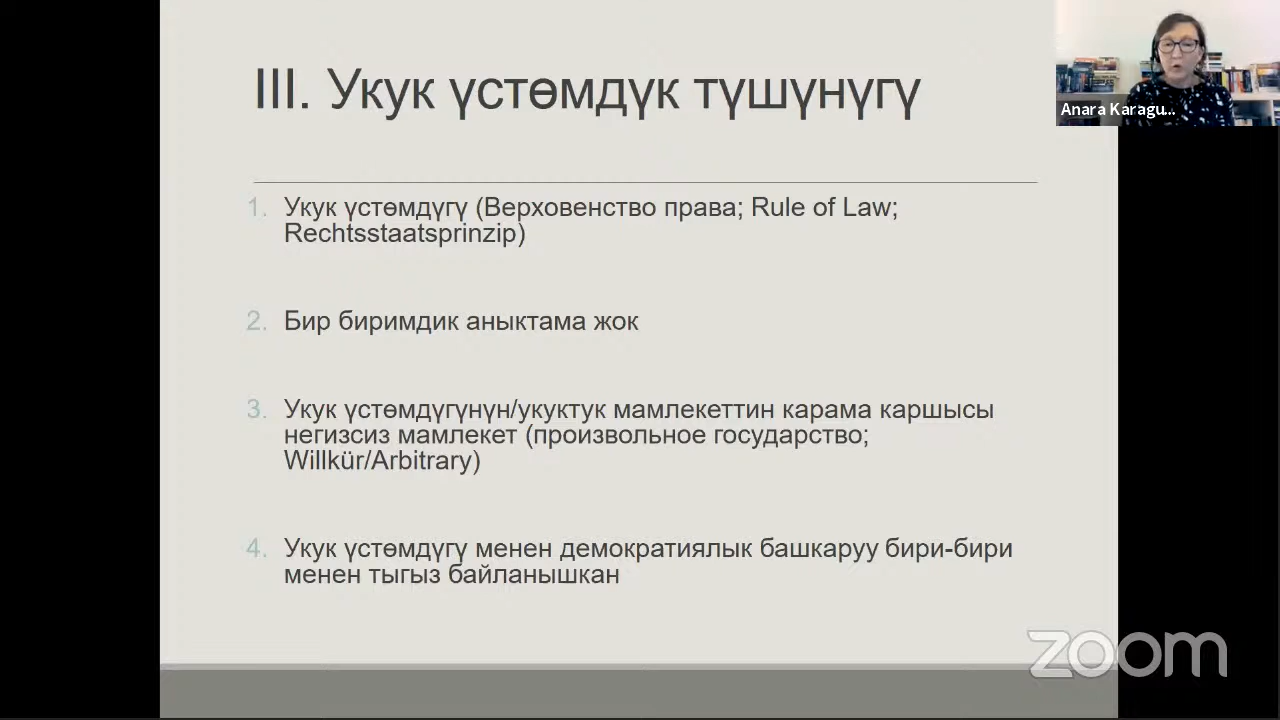 III. Укук үстөмдүк түшүнүгү
Anara Karagu...
1. Укук үстөмдүгү (Верховенство права; Rule of Law;
Rechtsstaatsprinzip)
2. Бир биримдик аныктама жок
3. Укук үстөмдүгүнүн/укуктук мамлекеттин карама каршысы
негизсиз мамлекет (произвольное государство;
Willkür/Arbitrary)
4. Укук үстөмдүгү менен демократиялык башкаруу бири-бири
менен тыгыз байланышкан
zoom